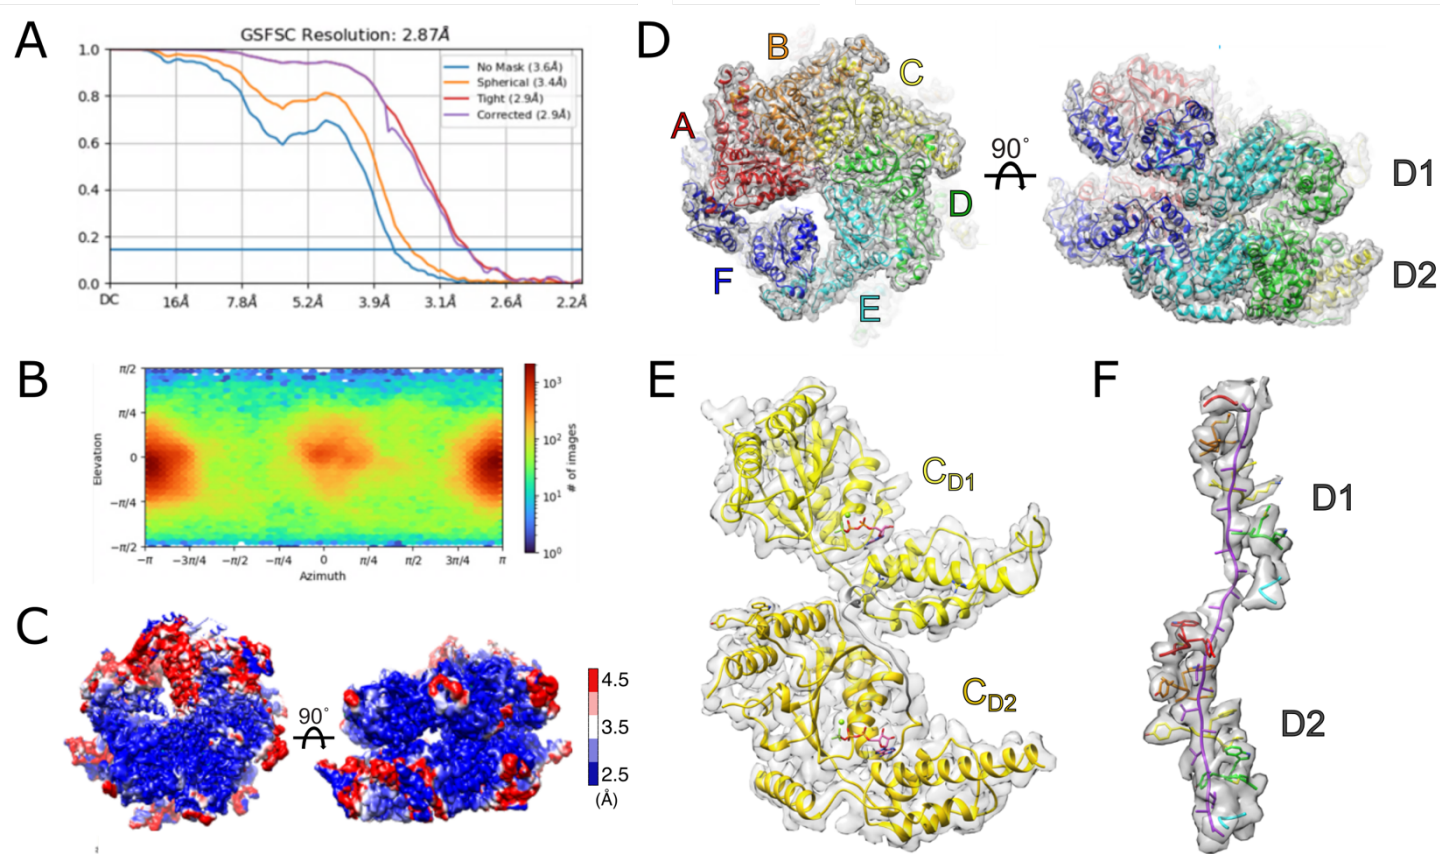 A
GSFSC Resolution: 2.87Å
No Mask (3.6Å)
Spherical (3.4Å)
Tight (2.9Å)
Corrected (2.9Å)
1.0
0.8
0.6
0.4
0.2
0.0
DC 16Å 7.8Å 5.2Å 3.9Å 3.1Å 2.6Å 2.2Å
B
Elevation
π/2
π/4
0
−π/4
−π/2
−π −3π/4 −π/2 −π/4 0 π/4 π/2 3π/4 π
Azimuth
10³
10²
10¹
10⁰
# of images
C
90°
4.5
3.5
2.5
(Å)
D
A
B
C
D
E
F
90°
D1
D2
E
CD1
CD2
F
D1
D2